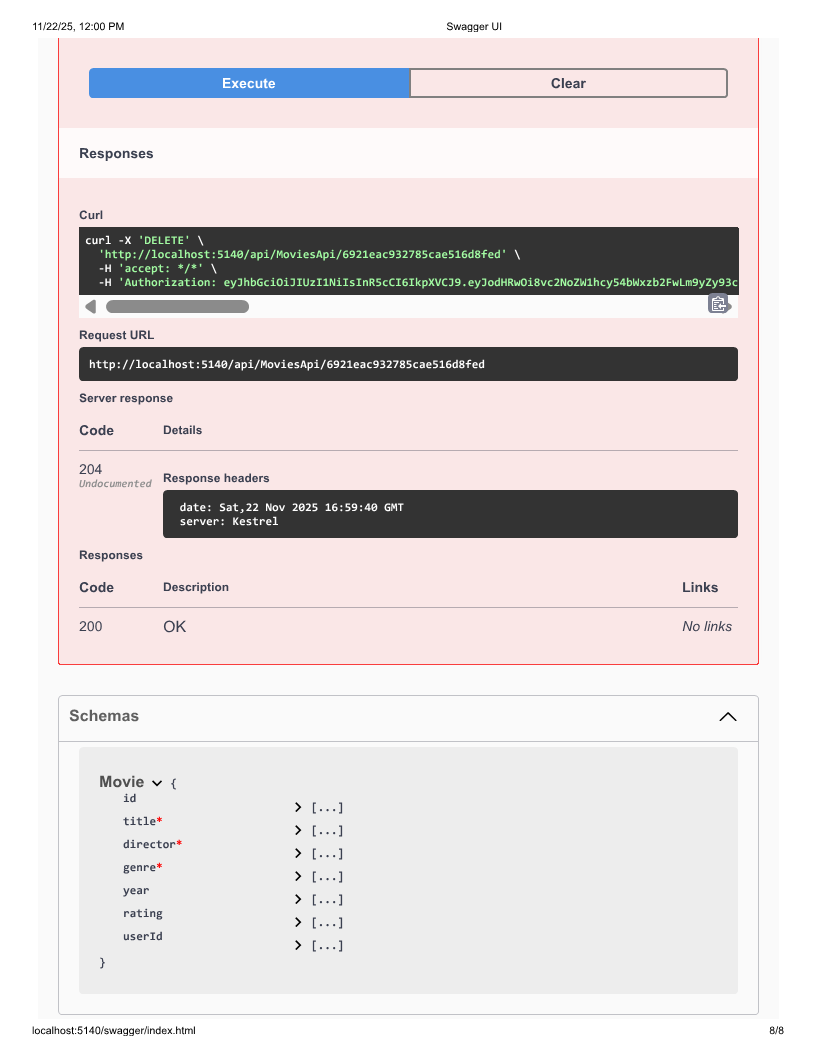 11/22/25, 12:00 PM Swagger UI
Execute Clear
Responses
Curl
curl -X 'DELETE' \
'http://localhost:5140/api/MoviesApi/6921eac932785cae516d8fed' \
-H 'accept: */*' \
-H 'Authorization: eyJhbGciOiJIUzI1NiIsInR5cCI6IkpXVCJ9.eyJodHRwOi8vc2NoZW1hcy54bWxzb2FwLm9yZy93c
Request URL
http://localhost:5140/api/MoviesApi/6921eac932785cae516d8fed
Server response
Code Details
204
Undocumented
Response headers
date: Sat,22 Nov 2025 16:59:40 GMT
server: Kestrel
Responses
Code Description Links
200 OK No links
Schemas
Movie {
id [...]
title* [...]
director* [...]
genre* [...]
year [...]
rating [...]
userId [...]
}
localhost:5140/swagger/index.html 8/8